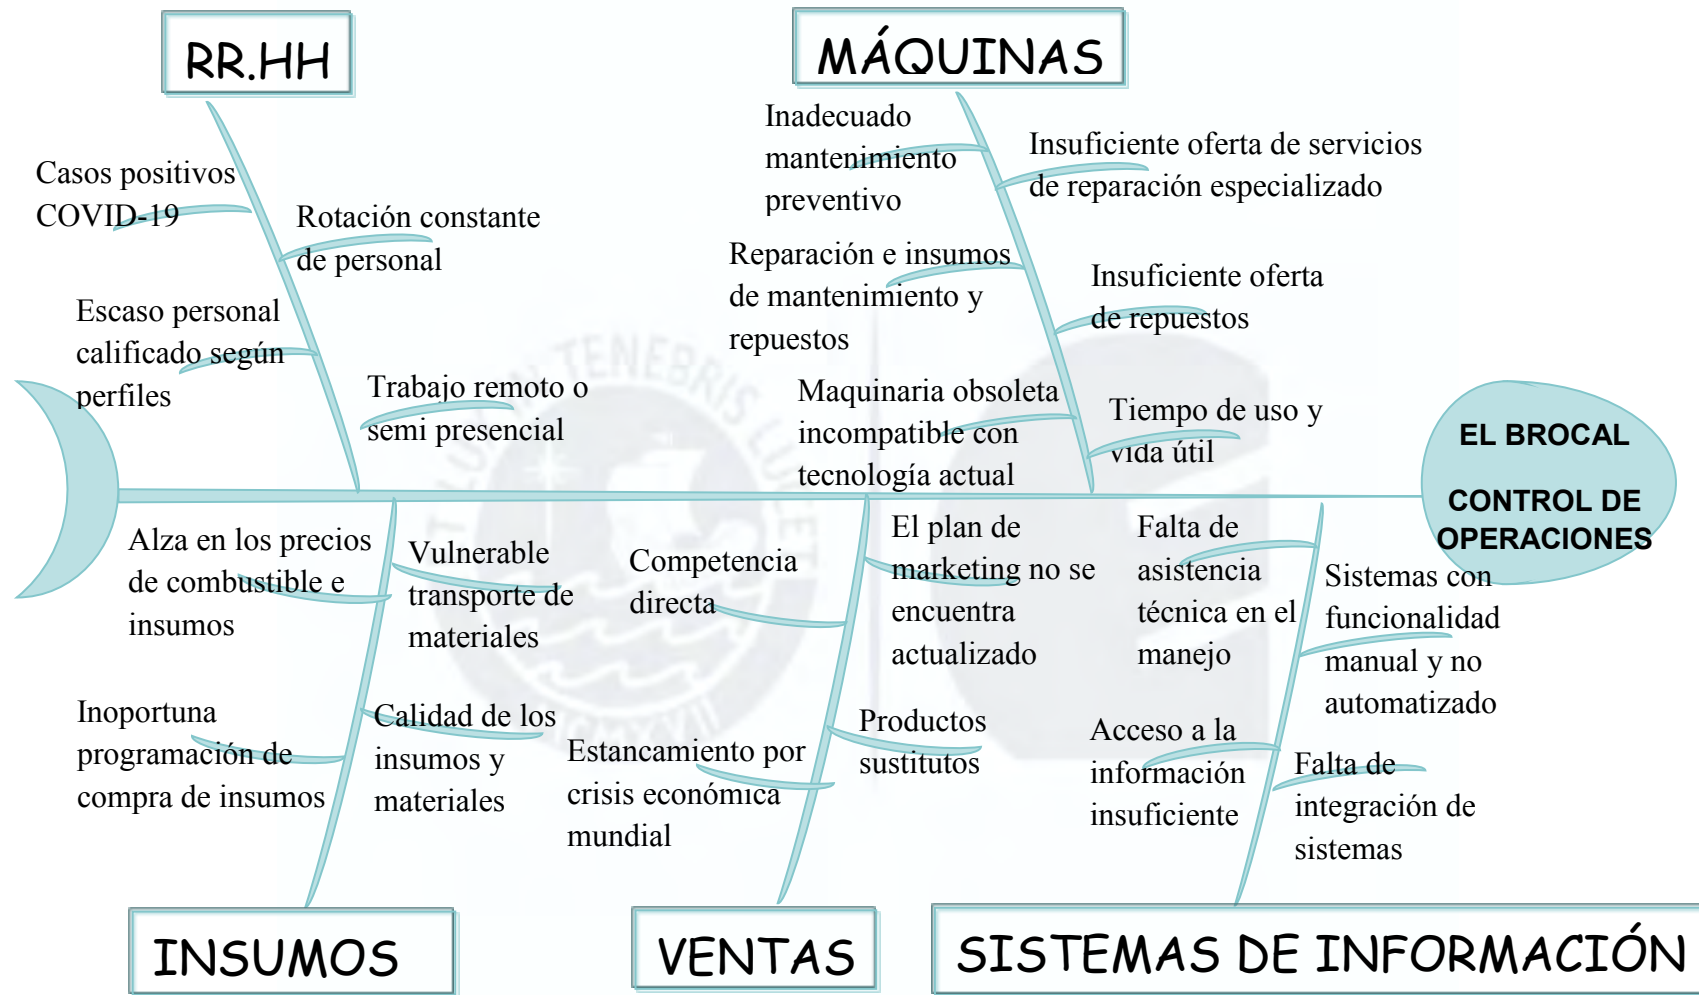 RR.HH
MÁQUINAS
Casos positivos
COVID-19
Rotación constante
de personal
Escaso personal
calificado según
perfiles
Trabajo remoto o
semi presencial
Inadecuado
mantenimiento
preventivo
Insuficiente oferta de servicios
de reparación especializado
Reparación e insumos
de mantenimiento y
repuestos
Insuficiente oferta
de repuestos
Maquinaria obsoleta
incompatible con
tecnología actual
Tiempo de uso y
vida útil
EL BROCAL
CONTROL DE
OPERACIONES
Alza en los precios
de combustible e
insumos
Vulnerable
transporte de
materiales
Inoportuna
programación de
compra de insumos
Calidad de los
insumos y
materiales
Competencia
directa
El plan de
marketing no se
encuentra
actualizado
Estancamiento por
crisis económica
mundial
Productos
sustitutos
Falta de
asistencia
técnica en el
manejo
Sistemas con
funcionalidad
manual y no
automatizado
Acceso a la
información
insuficiente
Falta de
integración de
sistemas
INSUMOS
VENTAS
SISTEMAS DE INFORMACIÓN
ET LUX IN TENEBRIS LUCET
MCMXVII